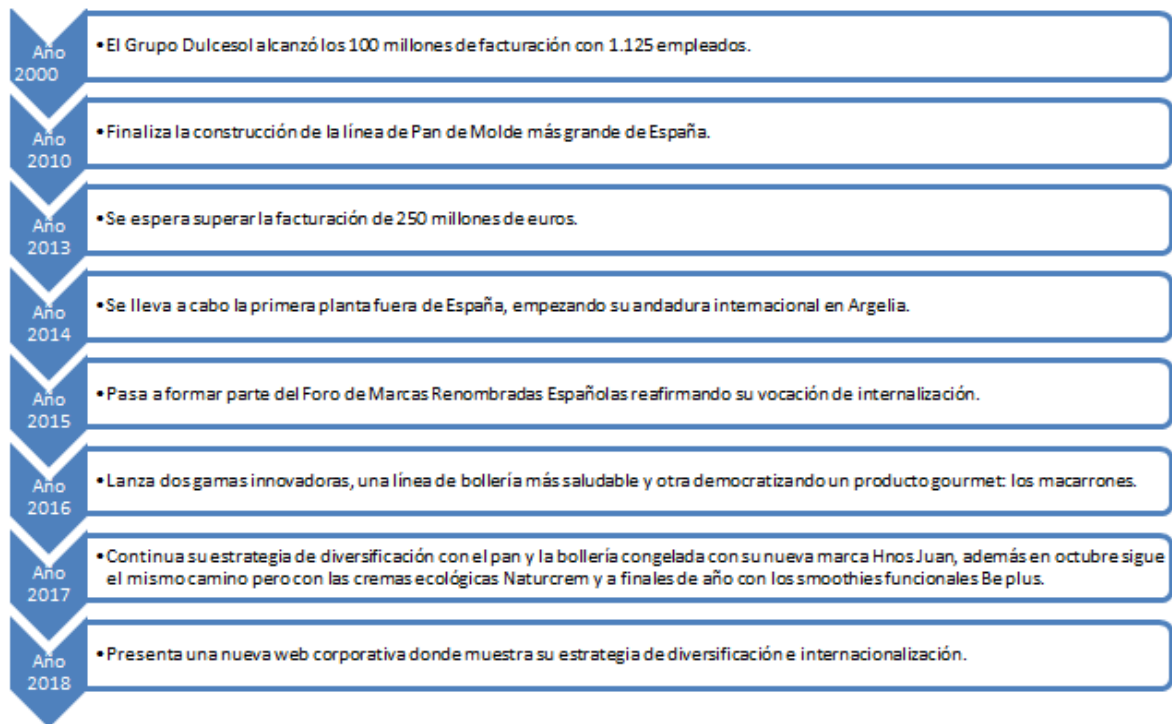 Año
2000
•El Grupo Dulcesol alcanzó los 100 millones de facturación con 1.125 empleados.
Año
2010
•Finaliza la construcción de la línea de Pan de Molde más grande de España.
Año
2013
•Se espera superar la facturación de 250 millones de euros.
Año
2014
•Se lleva a cabo la primera planta fuera de España, empezando su andadura internacional en Argelia.
Año
2015
•Pasa a formar parte del Foro de Marcas Renombradas Españolas reafirmando su vocación de internalización.
Año
2016
•Lanza dos gamas innovadoras, una línea de bollería más saludable y otra democratizando un producto gourmet: los macarrones.
Año
2017
•Continua su estrategia de diversificación con el pan y la bollería congelada con su nueva marca Hnos Juan, además en octubre sigue
el mismo camino pero con las cremas ecológicas Naturcrem y a finales de año con los smoothies funcionales Be plus.
Año
2018
•Presenta una nueva web corporativa donde muestra su estrategia de diversificación e internacionalización.